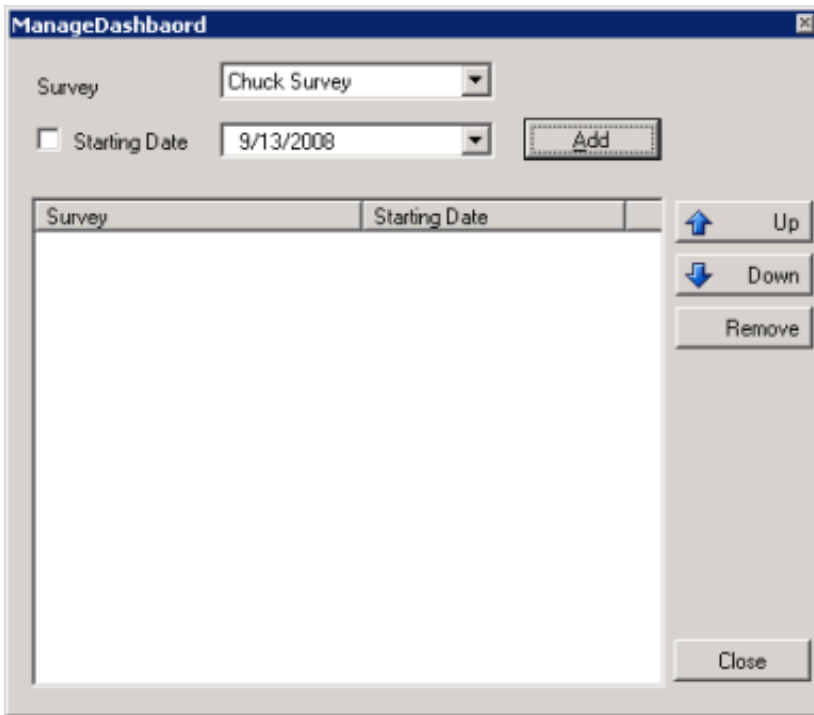 ManageDashbaord
Survey Chuck Survey
Starting Date 9/13/2008 Add
Survey Starting Date
Up
Down
Remove
Close